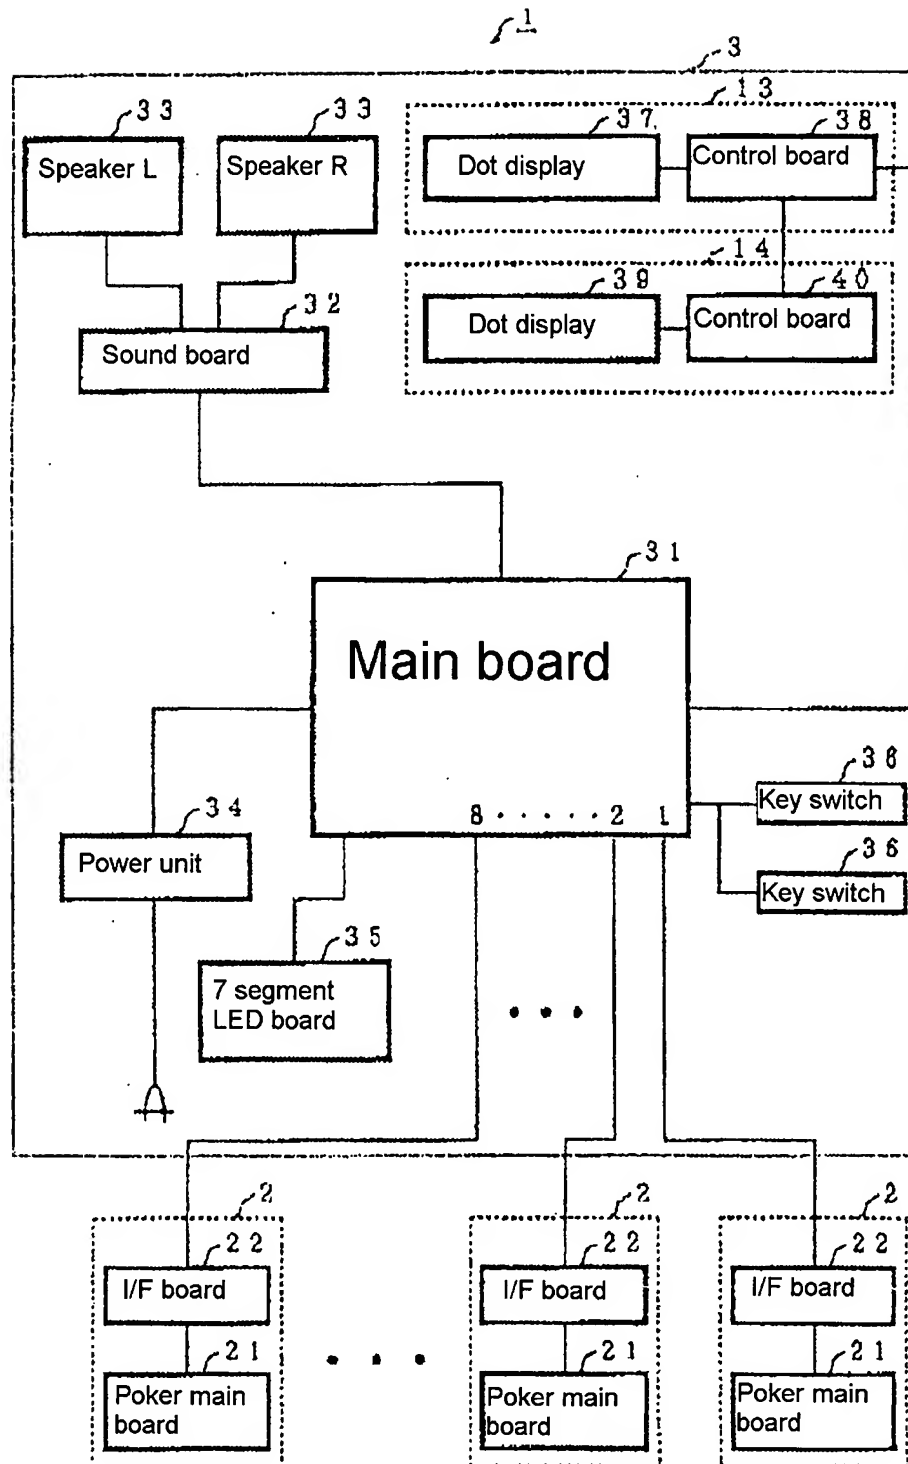 1
3
33 33
Speaker L
Speaker R
13
37 38
Dot display
Control board
14
39 40
Dot display
Control board
32
Sound board
31
Main board
8 · · · · · 2 1
36
Key switch
36
Key switch
34
Power unit
35
7 segment
LED board
2 2 2
22 22 22
I/F board
I/F board
I/F board
21 21 21
Poker main
board
Poker main
board
Poker main
board